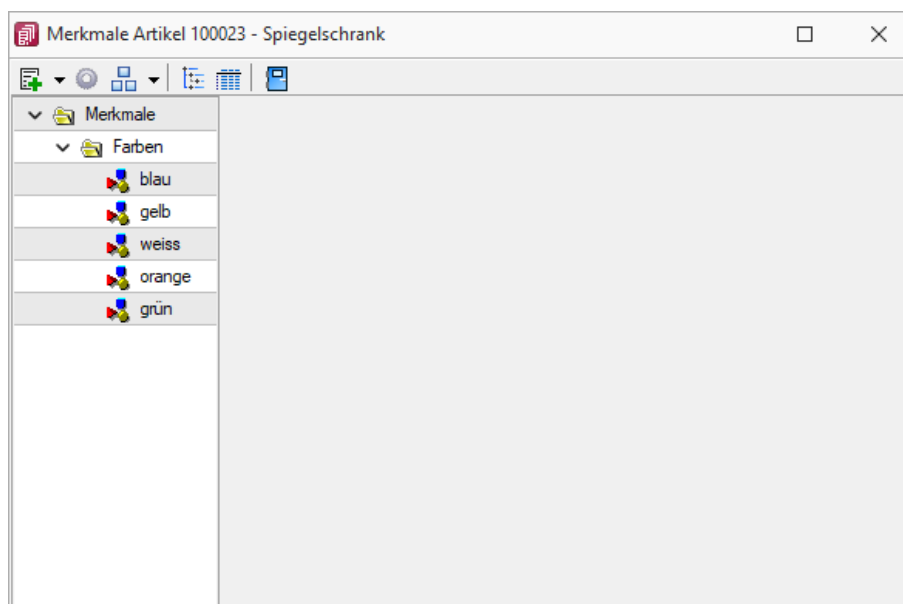 Merkmale Artikel 100023 - Spiegelschrank
Merkmale
Farben
blau
gelb
weiss
orange
grün